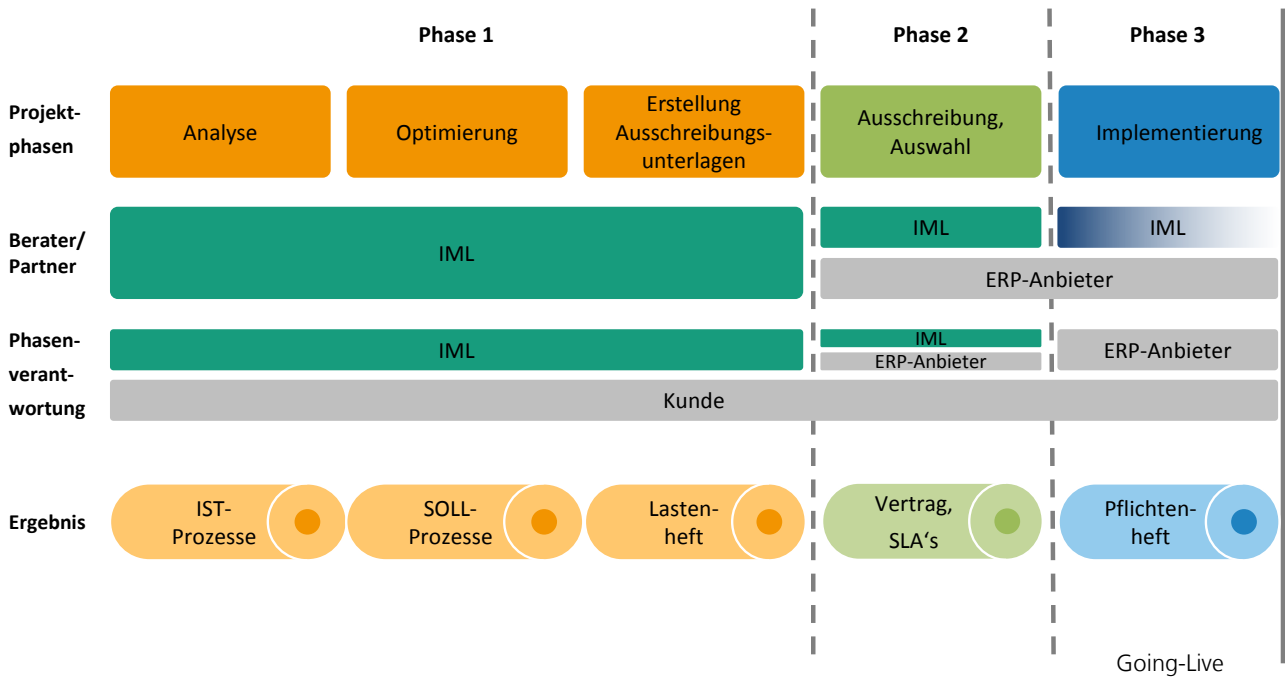 Phase 1
Phase 2
Phase 3
Projekt-
phasen
Analyse
Optimierung
Erstellung
Ausschreibungs-
unterlagen
Ausschreibung,
Auswahl
Implementierung
Berater/
Partner
IML
IML
IML
ERP-Anbieter
Phasen-
verant-
wortung
IML
IML
ERP-Anbieter
ERP-Anbieter
Kunde
Ergebnis
IST-
Prozesse
SOLL-
Prozesse
Lasten-
heft
Vertrag,
SLA‘s
Pflichten-
heft
Going-Live